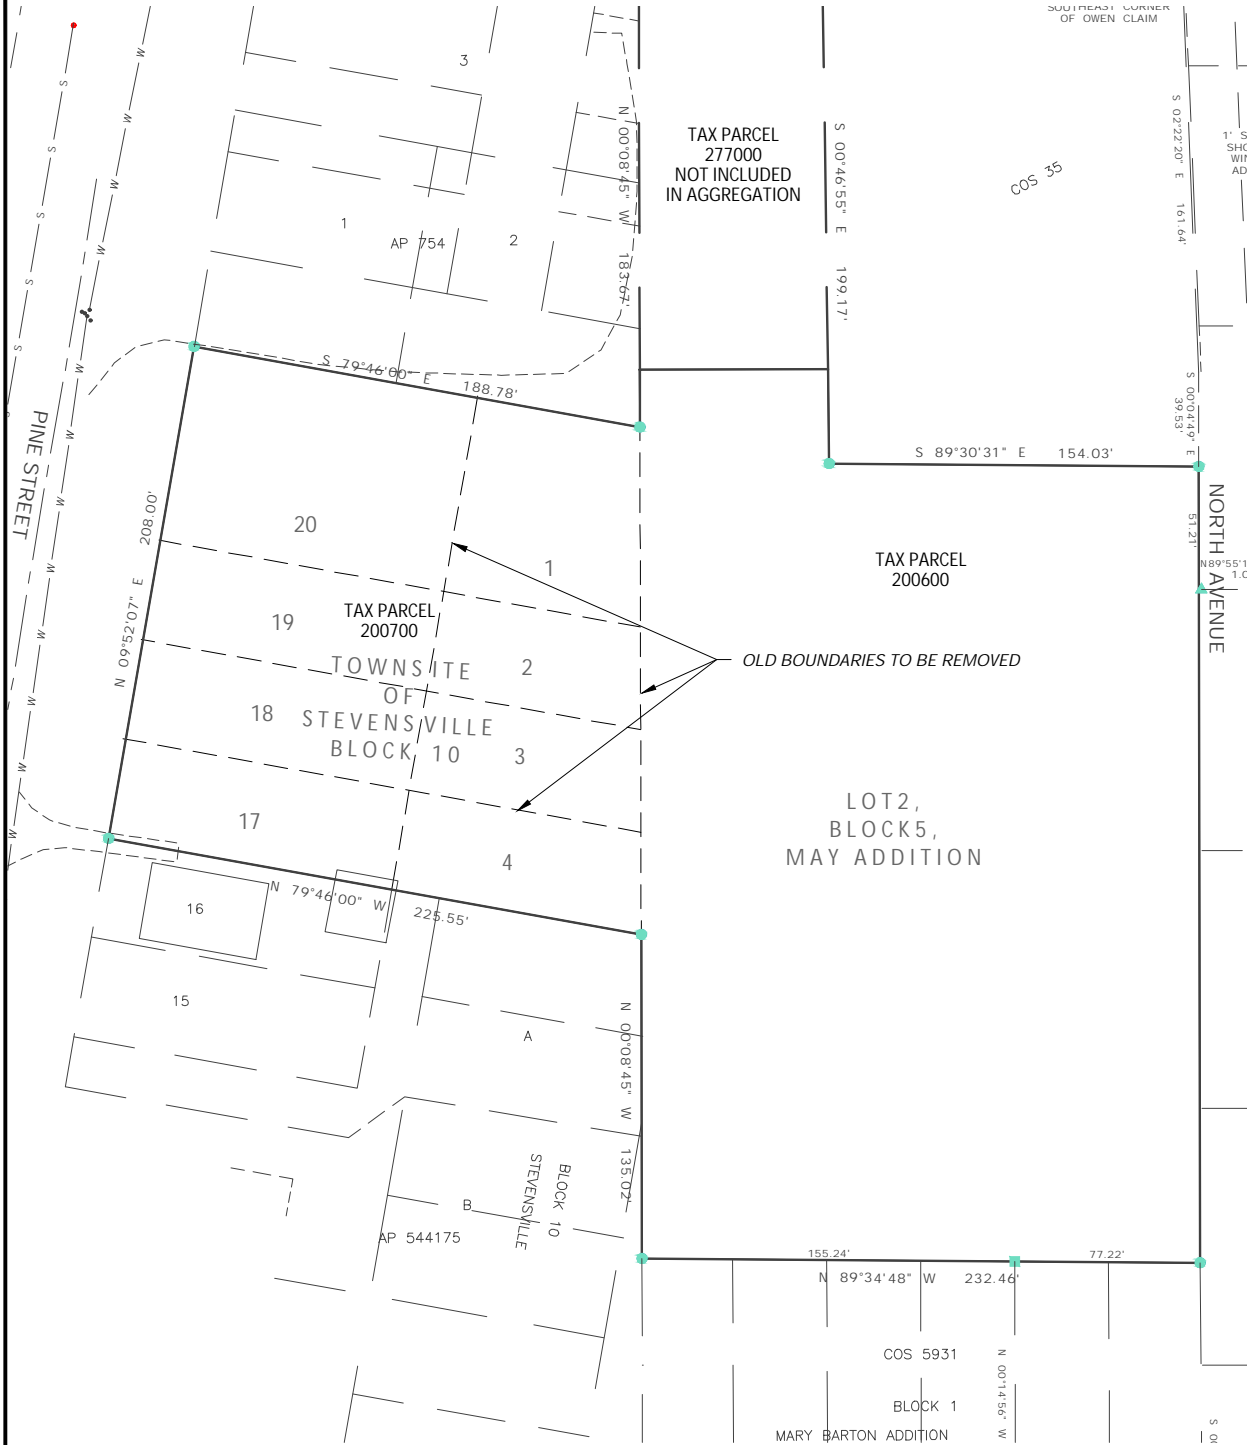 SOUTHEAST CORNER
OF OWEN CLAIM
3
N 00°08'45" W 183.67'
TAX PARCEL
277000
NOT INCLUDED
IN AGGREGATION
S 00°46'55" E 199.17'
COS 35
S 02°22'20" E 161.64'
1
AP 754
2
S 79°46'00" E 188.78'
S 00°04'49" E
39.53'
PINE STREET
S 89°30'31" E 154.03'
N 09°52'07" E 208.00'
20
1
TAX PARCEL
200600
51.21'
NORTH AVENUE
19
TAX PARCEL
200700
2
OLD BOUNDARIES TO BE REMOVED
TOWNSITE
OF
STEVENSVILLE
BLOCK 10
18
3
17
4
LOT2,
BLOCK5,
MAY ADDITION
N 79°46'00" W 225.55'
16
15
A
N 00°08'45" W 135.02'
BLOCK 10
STEVENSVILLE
B
AP 544175
155.24'
77.22'
N 89°34'48" W 232.46'
COS 5931
N 00°14'56" W
BLOCK 1
MARY BARTON ADDITION
S
S
S
S
S
S
W
W
W
W
W
W
W
W
W
W
W
W
W
W